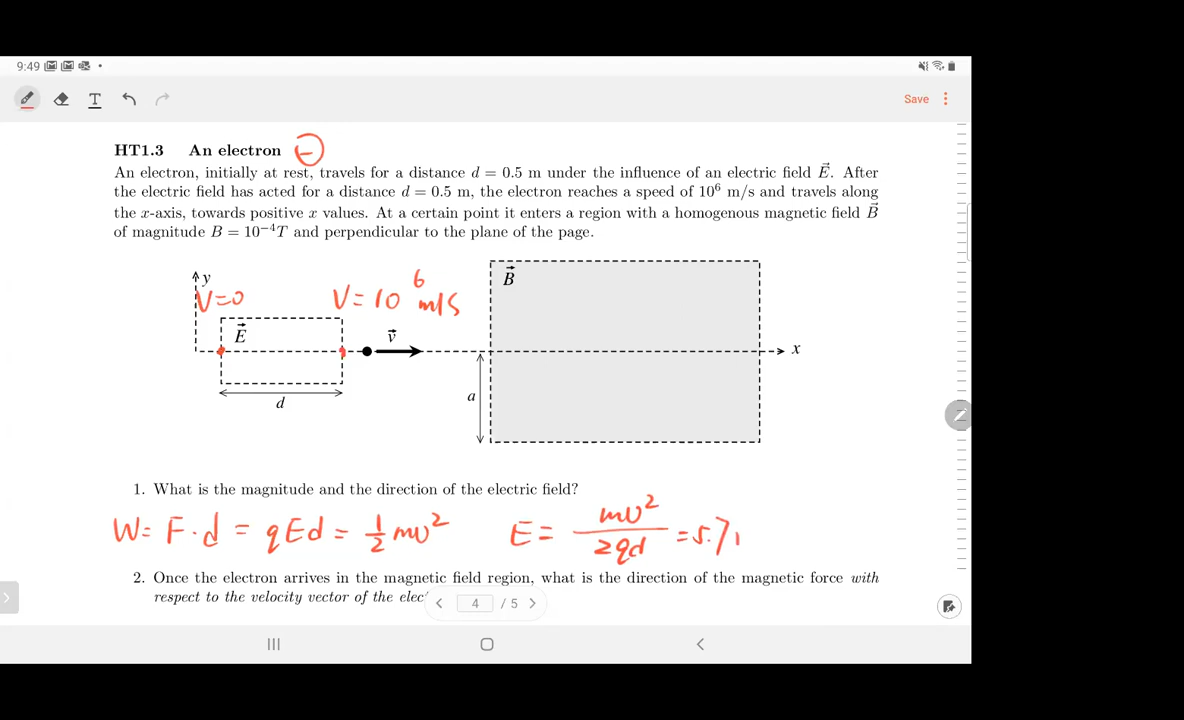 9:49
T
Save
HT1.3 An electron −
An electron, initially at rest, travels for a distance d = 0.5 m under the influence of an electric field E⃗. After
the electric field has acted for a distance d = 0.5 m, the electron reaches a speed of 10⁶ m/s and travels along
the x-axis, towards positive x values. At a certain point it enters a region with a homogenous magnetic field B⃗
of magnitude B = 10⁻⁴T and perpendicular to the plane of the page.
y
V=0
V=10⁶ m/s
B⃗
E⃗
v⃗
x
a
d
1. What is the magnitude and the direction of the electric field?
W= F·d = qEd = ½mv² E= mv²/2qd =5.71
2. Once the electron arrives in the magnetic field region, what is the direction of the magnetic force with
respect to the velocity vector of the elec
4 / 5